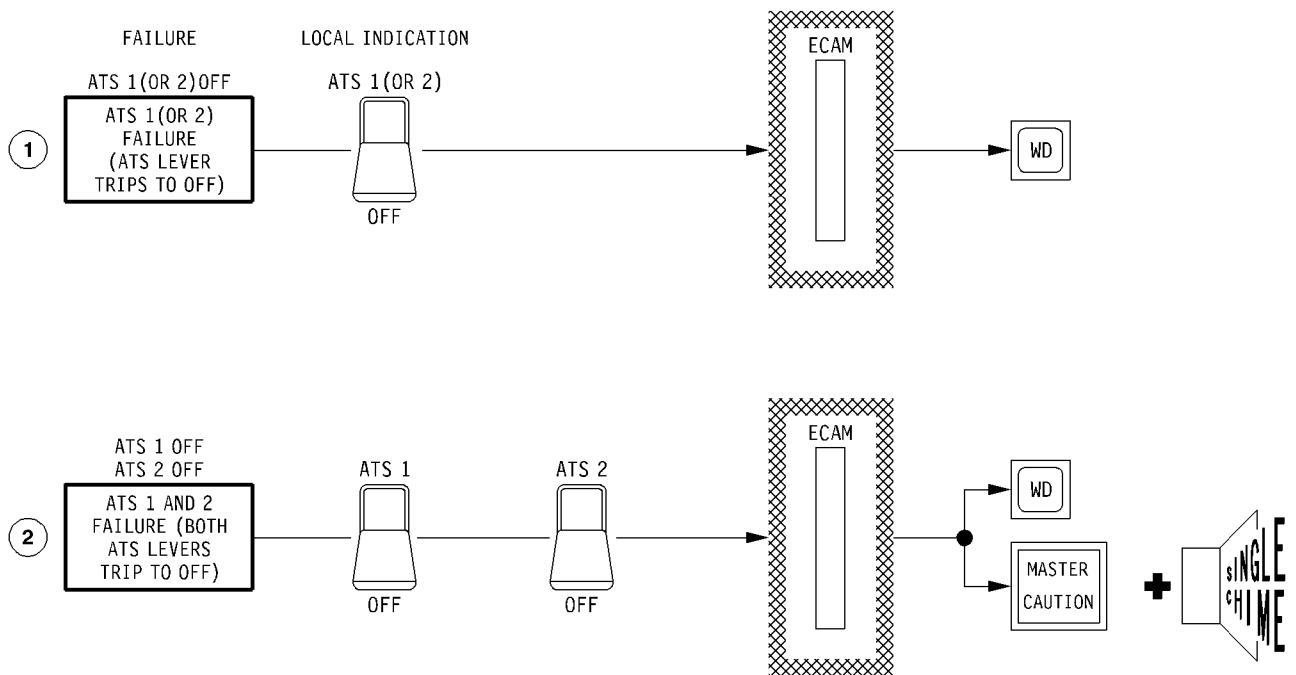 FAILURE
LOCAL INDICATION
ECAM
ATS 1(OR 2)OFF
ATS 1(OR 2)
1
ATS 1(OR 2)
FAILURE
(ATS LEVER
TRIPS TO OFF)
OFF
WD
ECAM
ATS 1 OFF
ATS 2 OFF
ATS 1
ATS 2
2
ATS 1 AND 2
FAILURE (BOTH
ATS LEVERS
TRIP TO OFF)
OFF
OFF
WD
MASTER
CAUTION
SINGLE
CHIME